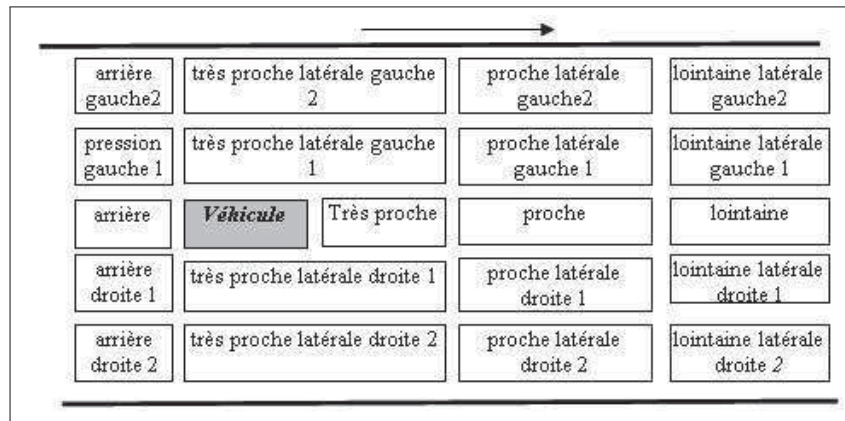 arrière
gauche2
très proche latérale gauche
2
proche latérale
gauche2
lointaine latérale
gauche2
pression
gauche 1
très proche latérale gauche
1
proche latérale
gauche 1
lointaine latérale
gauche 1
arrière
Véhicule
Très proche
proche
lointaine
arrière
droite 1
très proche latérale droite 1
proche latérale
droite 1
lointaine latérale
droite 1
arrière
droite 2
très proche latérale droite 2
proche latérale
droite 2
lointaine latérale
droite 2